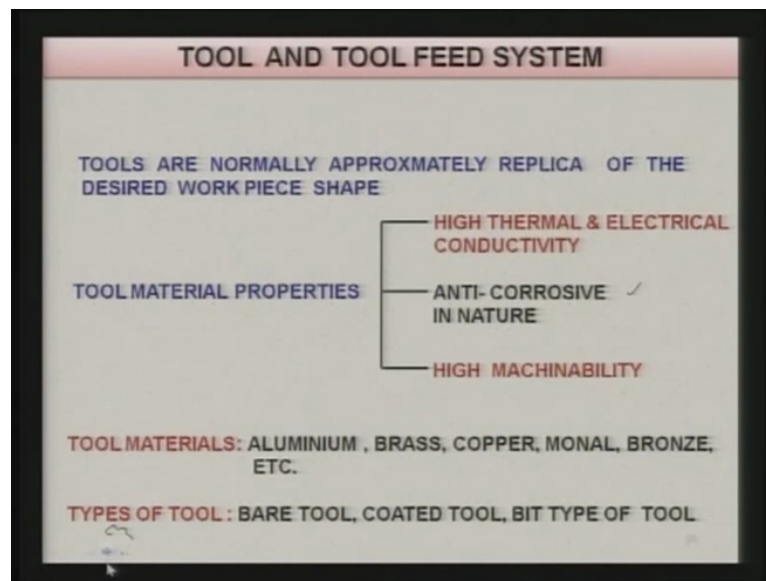 TOOL AND TOOL FEED SYSTEM
TOOLS ARE NORMALLY APPROXMATELY REPLICA OF THE
DESIRED WORK PIECE SHAPE
HIGH THERMAL & ELECTRICAL
CONDUCTIVITY
TOOL MATERIAL PROPERTIES
ANTI- CORROSIVE
IN NATURE
HIGH MACHINABILITY
TOOL MATERIALS: ALUMINIUM , BRASS, COPPER, MONAL, BRONZE,
ETC.
TYPES OF TOOL : BARE TOOL, COATED TOOL, BIT TYPE OF TOOL